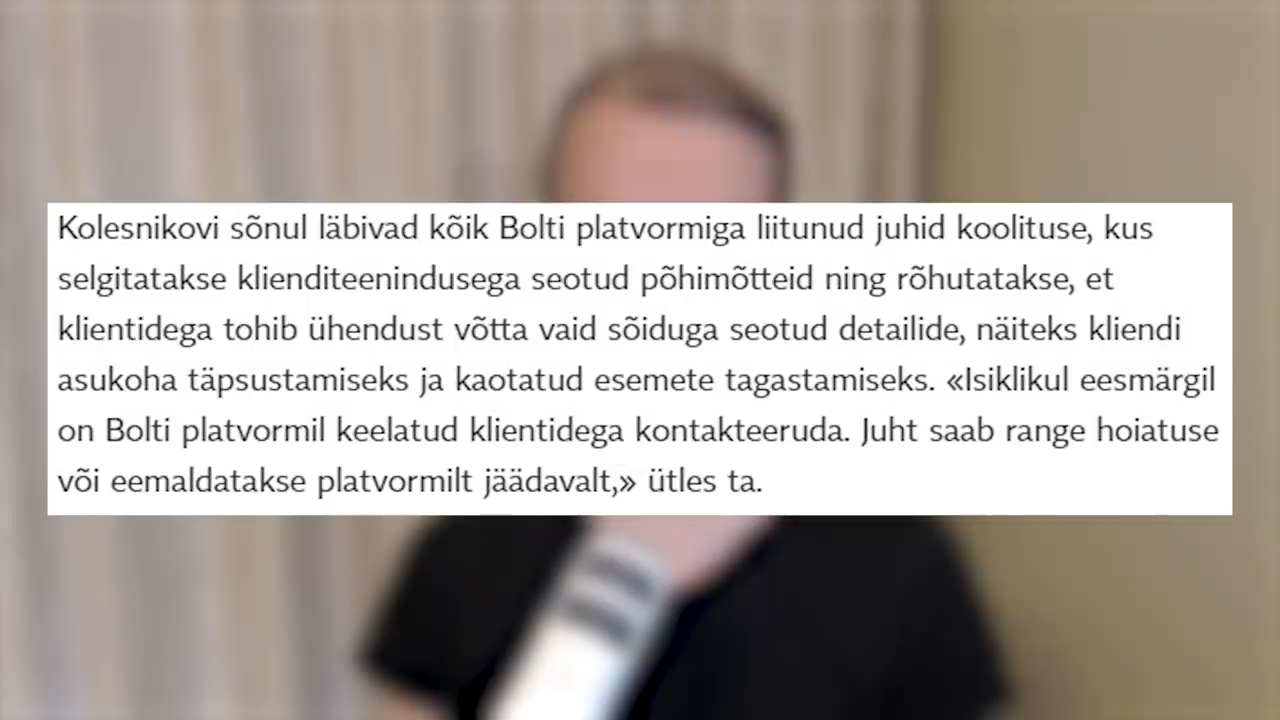 Kolesnikovi sõnul läbivad kõik Bolti platvormiga liitunud juhid koolituse, kus
selgitatakse klienditeenindusega seotud põhimõtteid ning rõhutatakse, et
klientidega tohib ühendust võtta vaid sõiduga seotud detailide, näiteks kliendi
asukoha täpsustamiseks ja kaotatud esemete tagastamiseks. «Isiklikul eesmärgil
on Bolti platvormil keelatud klientidega kontakteeruda. Juht saab range hoiatuse
või eemaldatakse platvormilt jäädavalt,» ütles ta.